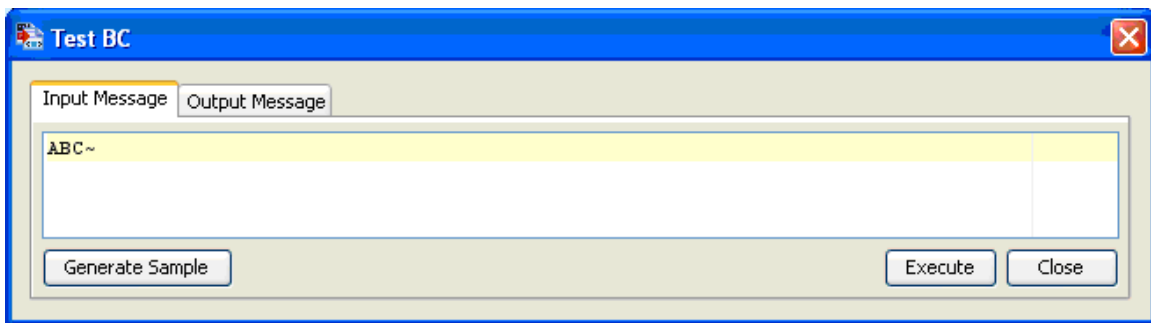 Test BC
Input Message Output Message
ABC~
Generate Sample Execute Close